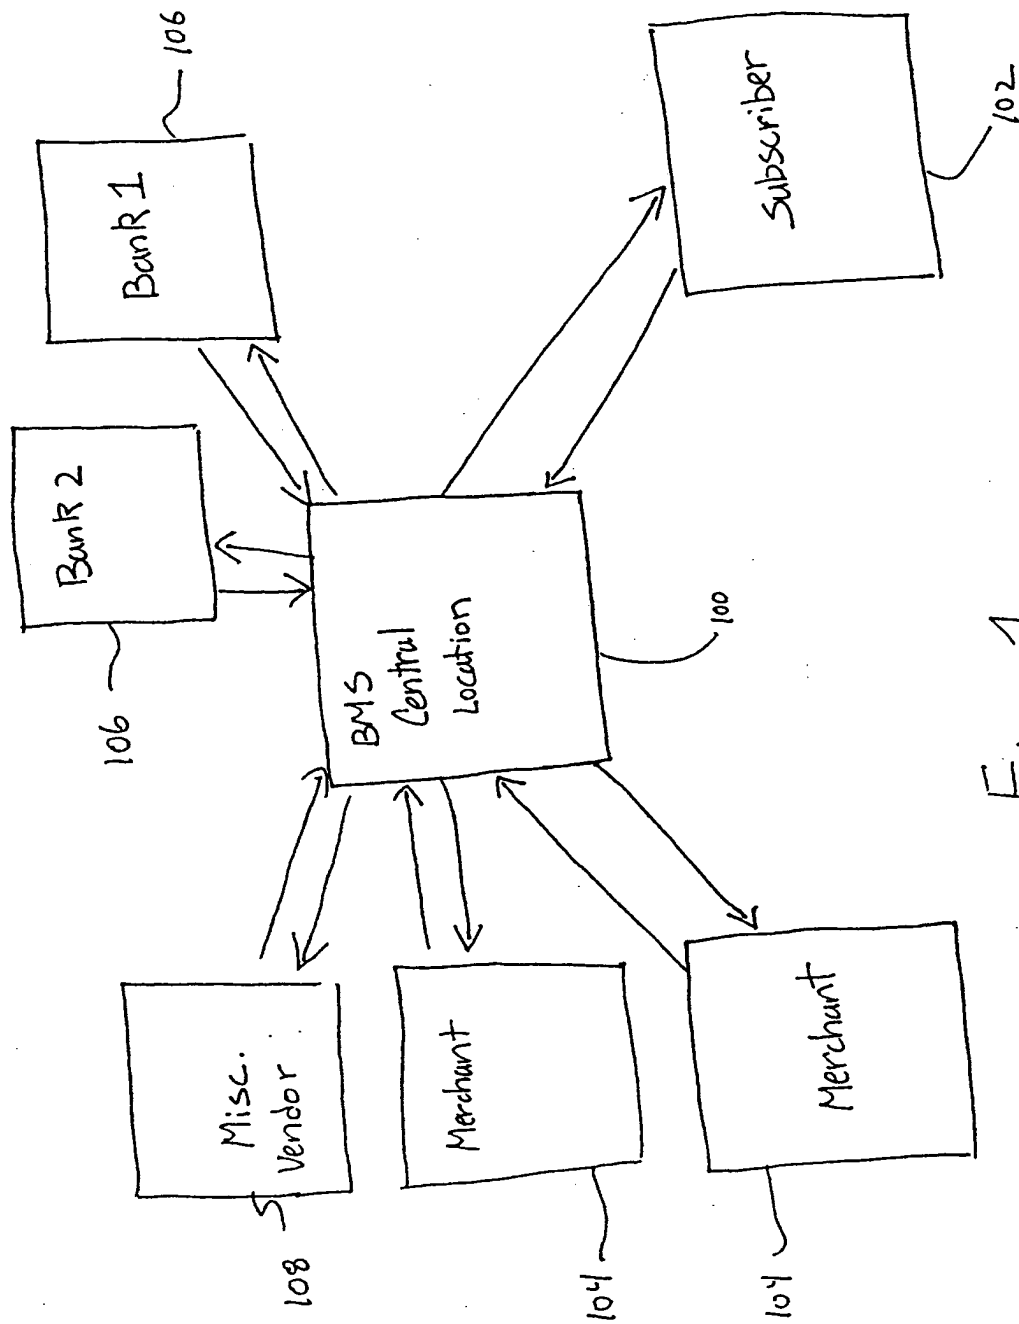 104
104
108
Merchant
Merchant
Misc.
Vendor
BMS
Central
Location
106
Bank 2
Bank 1
106
100
Subscriber
102
1